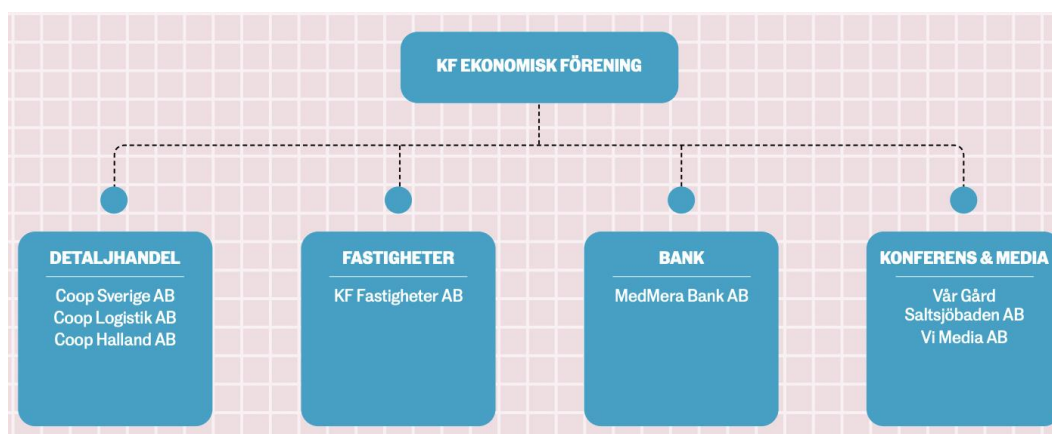 KF EKONOMISK FÖRENING
DETALJHANDEL
Coop Sverige AB
Coop Logistik AB
Coop Halland AB
FASTIGHETER
KF Fastigheter AB
BANK
MedMera Bank AB
KONFERENS & MEDIA
Vår Gård
Saltsjöbaden AB
Vi Media AB